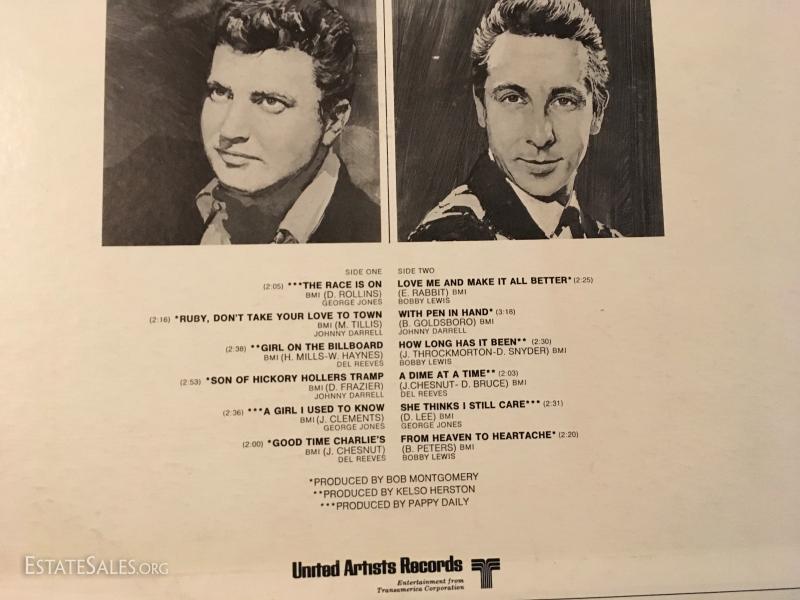 SIDE ONE
(2:05) ***THE RACE IS ON
BMI (D. ROLLINS)
GEORGE JONES
(2:16) *RUBY, DON'T TAKE YOUR LOVE TO TOWN
BMI (M. TILLIS)
JOHNNY DARRELL
(2:38) **GIRL ON THE BILLBOARD
BMI (H. MILLS-W. HAYNES)
DEL REEVES
(2:53) *SON OF HICKORY HOLLERS TRAMP
BMI (D. FRAZIER)
JOHNNY DARRELL
(2:36) ***A GIRL I USED TO KNOW
BMI (J. CLEMENTS)
GEORGE JONES
(2:00) *GOOD TIME CHARLIE'S
BMI (J. CHESNUT)
DEL REEVES
SIDE TWO
LOVE ME AND MAKE IT ALL BETTER* (2:25)
(E. RABBIT) BMI
BOBBY LEWIS
WITH PEN IN HAND* (3:18)
(B. GOLDSBORO) BMI
JOHNNY DARRELL
HOW LONG HAS IT BEEN** (2:30)
(J. THROCKMORTON-D. SNYDER) BMI
BOBBY LEWIS
A DIME AT A TIME** (2:03)
(J.CHESNUT- D. BRUCE) BMI
DEL REEVES
SHE THINKS I STILL CARE*** (2:31)
(D. LEE) BMI
GEORGE JONES
FROM HEAVEN TO HEARTACHE* (2:20)
(B. PETERS) BMI
BOBBY LEWIS
*PRODUCED BY BOB MONTGOMERY
**PRODUCED BY KELSO HERSTON
***PRODUCED BY PAPPY DAILY
United Artists Records
Entertainment from
Transamerica Corporation
ESTATESALES.ORG